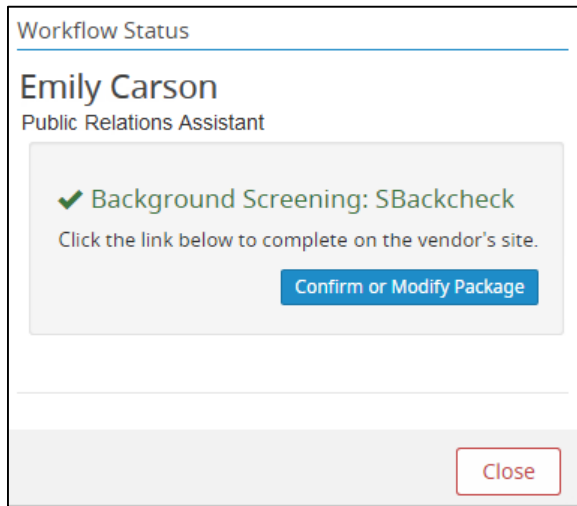 Workflow Status
Emily Carson
Public Relations Assistant
Background Screening: SBackcheck
Click the link below to complete on the vendor's site.
Confirm or Modify Package
Close